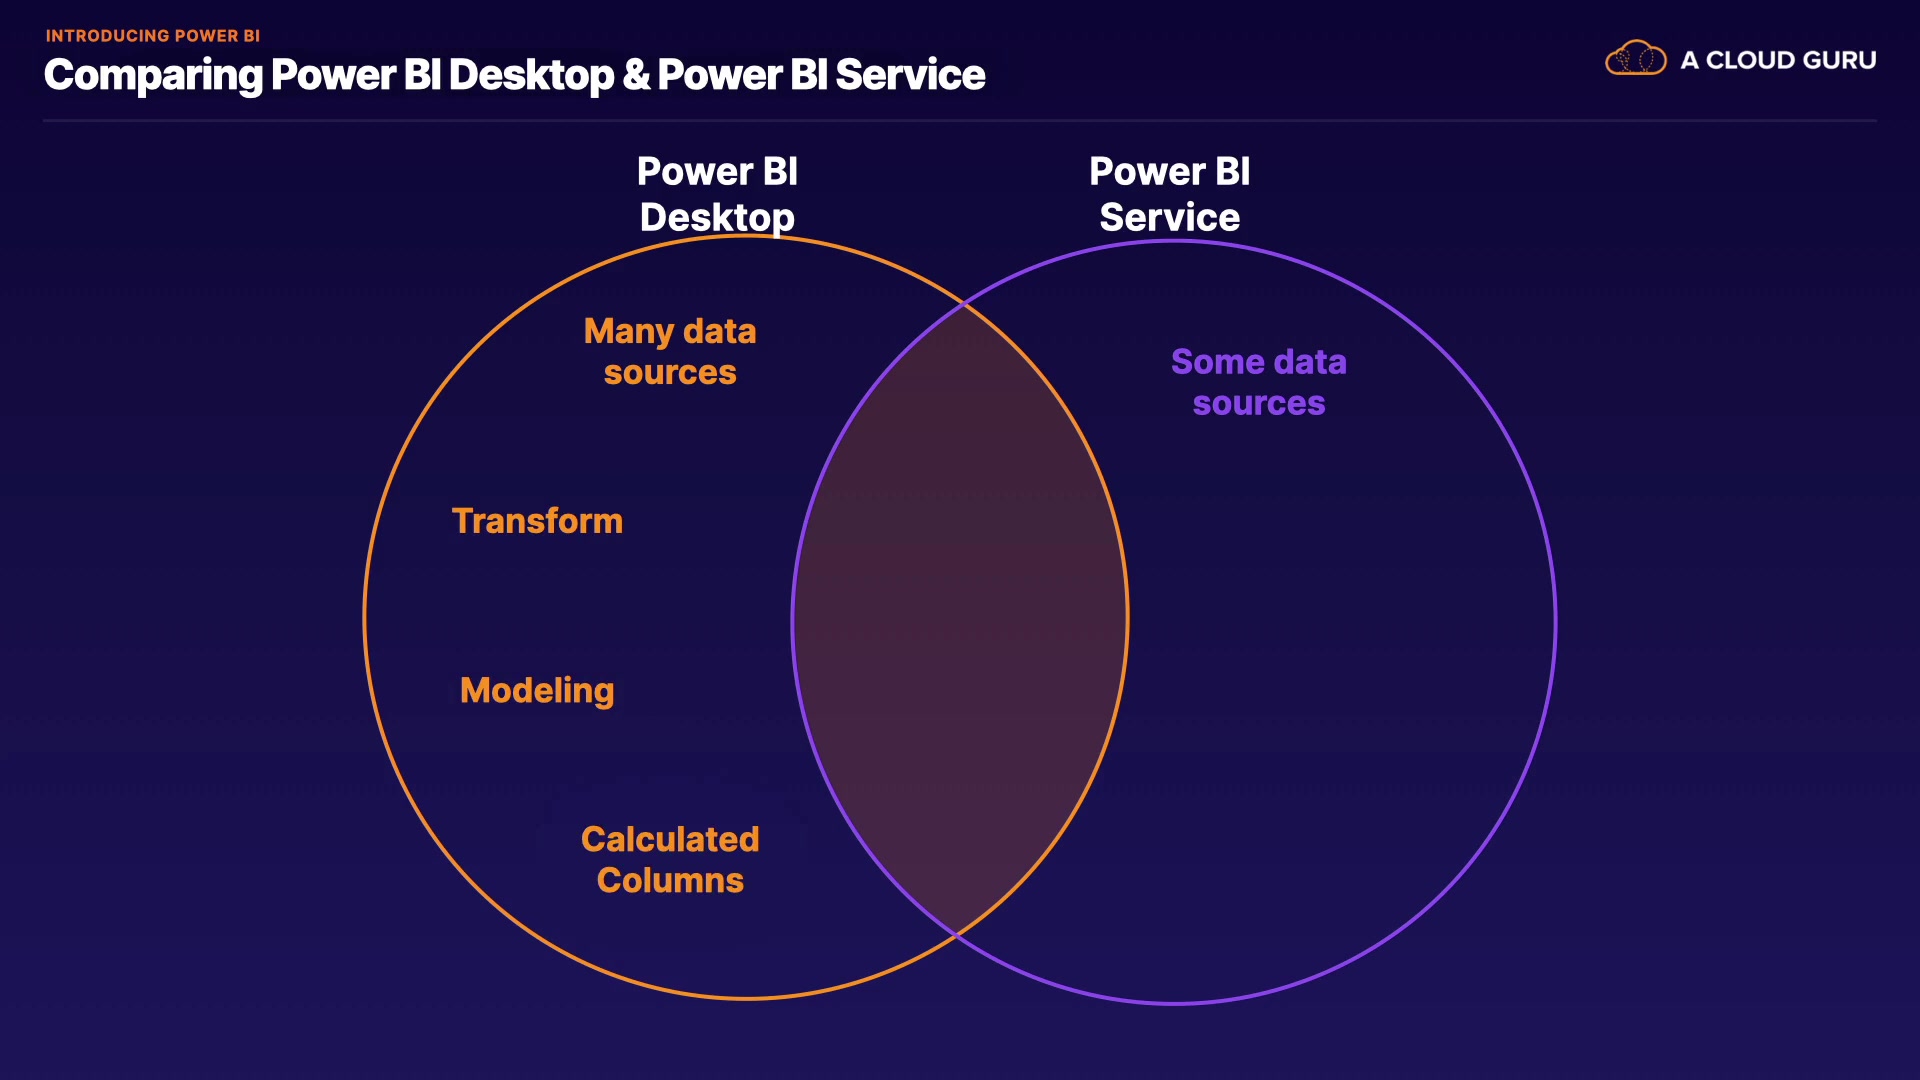 INTRODUCING POWER BI
Comparing Power BI Desktop & Power BI Service
A CLOUD GURU
Power BI
Desktop
Power BI
Service
Many data
sources
Some data
sources
Transform
Modeling
Calculated
Columns